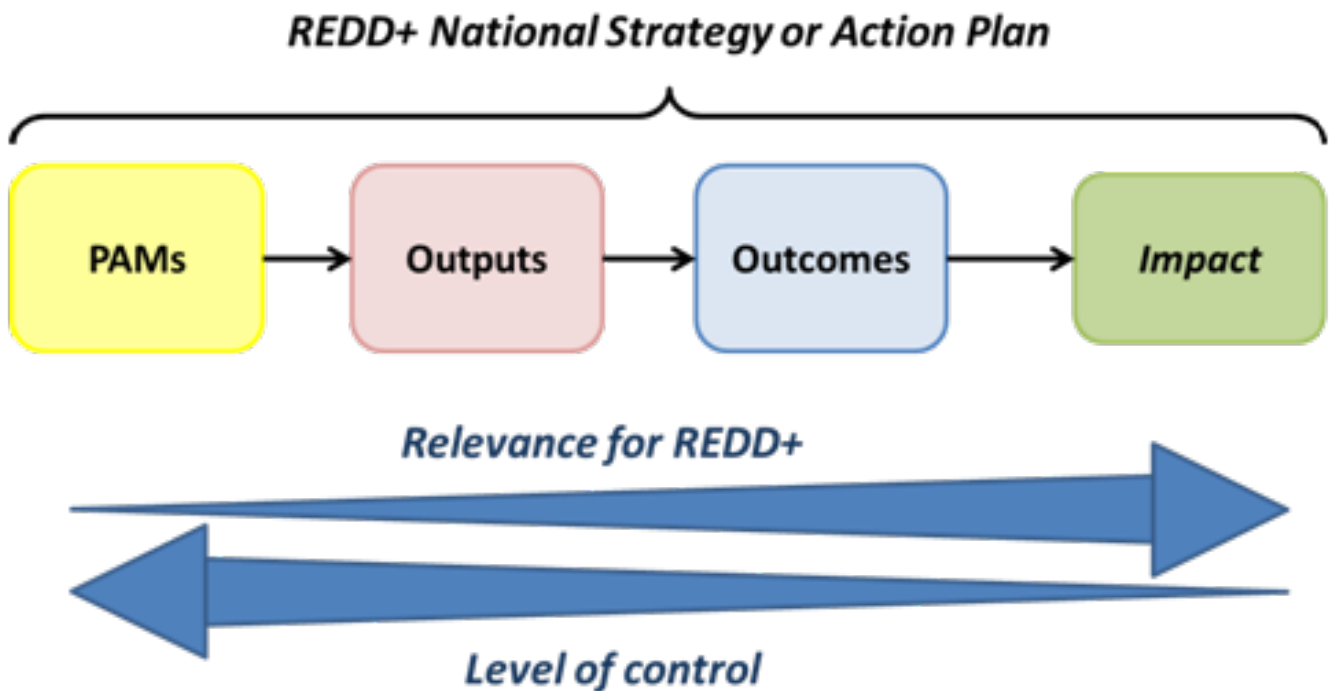 REDD+ National Strategy or Action Plan
PAMs
Outputs
Outcomes
Impact
Relevance for REDD+
Level of control